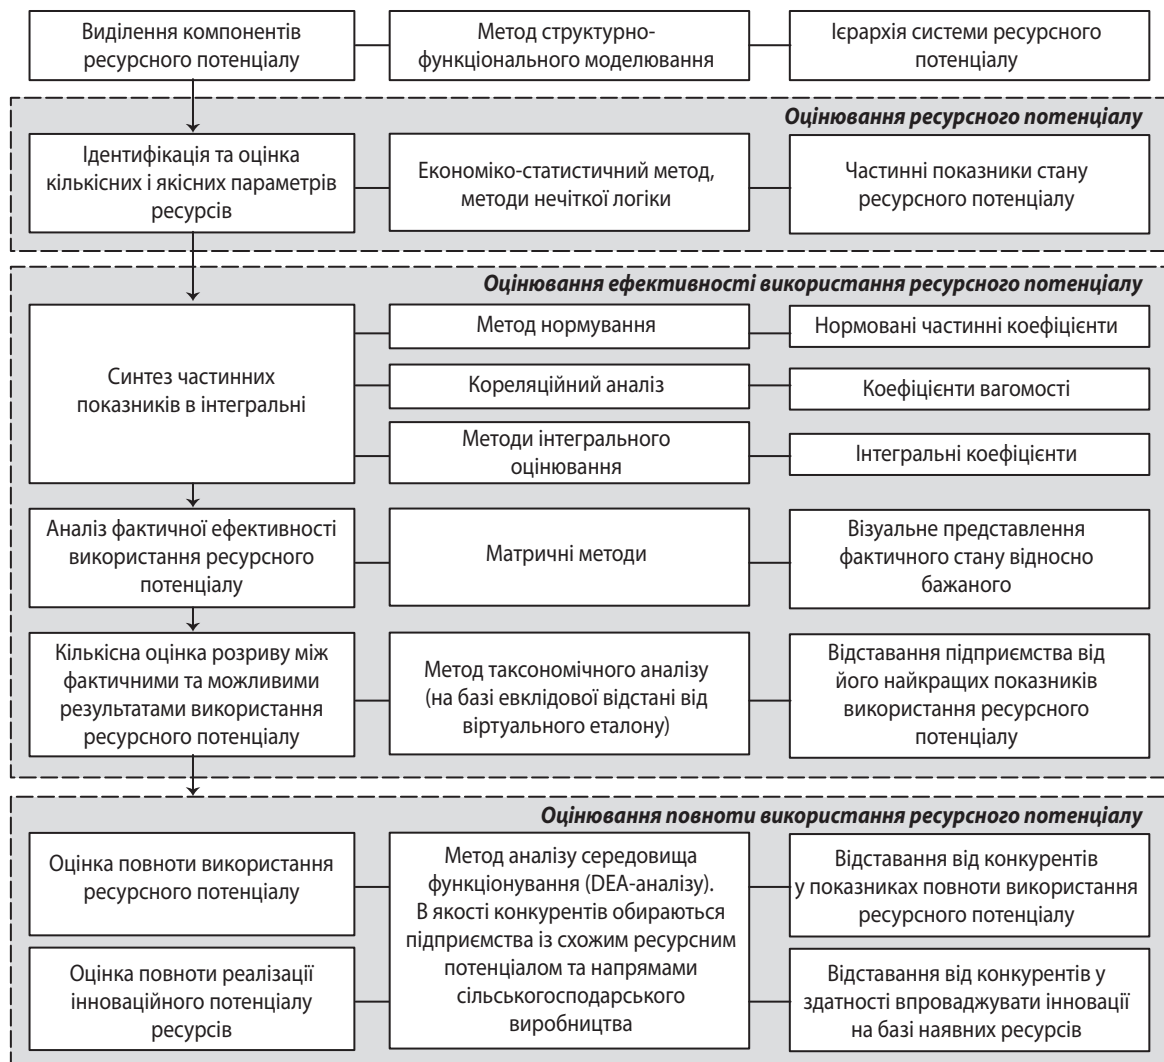 Виділення компонентів
ресурсного потенціалу
Метод структурно-
функціонального моделювання
Ієрархія системи ресурсного
потенціалу
Оцінювання ресурсного потенціалу
Ідентифікація та оцінка
кількісних і якісних параметрів
ресурсів
Економіко-статистичний метод,
методи нечіткої логіки
Частинні показники стану
ресурсного потенціалу
Оцінювання ефективності використання ресурсного потенціалу
Синтез частинних
показників в інтегральні
Метод нормування
Нормовані частинні коефіцієнти
Кореляційний аналіз
Коефіцієнти вагомості
Методи інтегрального
оцінювання
Інтегральні коефіцієнти
Аналіз фактичної ефективності
використання ресурсного
потенціалу
Матричні методи
Візуальне представлення
фактичного стану відносно
бажаного
Кількісна оцінка розриву між
фактичними та можливими
результатами використання
ресурсного потенціалу
Метод таксономічного аналізу
(на базі евклідової відстані від
віртуального еталону)
Відставання підприємства від
його найкращих показників
використання ресурсного
потенціалу
Оцінювання повноти використання ресурсного потенціалу
Оцінка повноти використання
ресурсного потенціалу
Метод аналізу середовища
функціонування (DEA-аналізу).
В якості конкурентів обираються
підприємства із схожим ресурсним
потенціалом та напрямами
сільськогосподарського
виробництва
Відставання від конкурентів
у показниках повноти використання
ресурсного потенціалу
Оцінка повноти реалізації
інноваційного потенціалу
ресурсів
Відставання від конкурентів у
здатності впроваджувати інновації
на базі наявних ресурсів